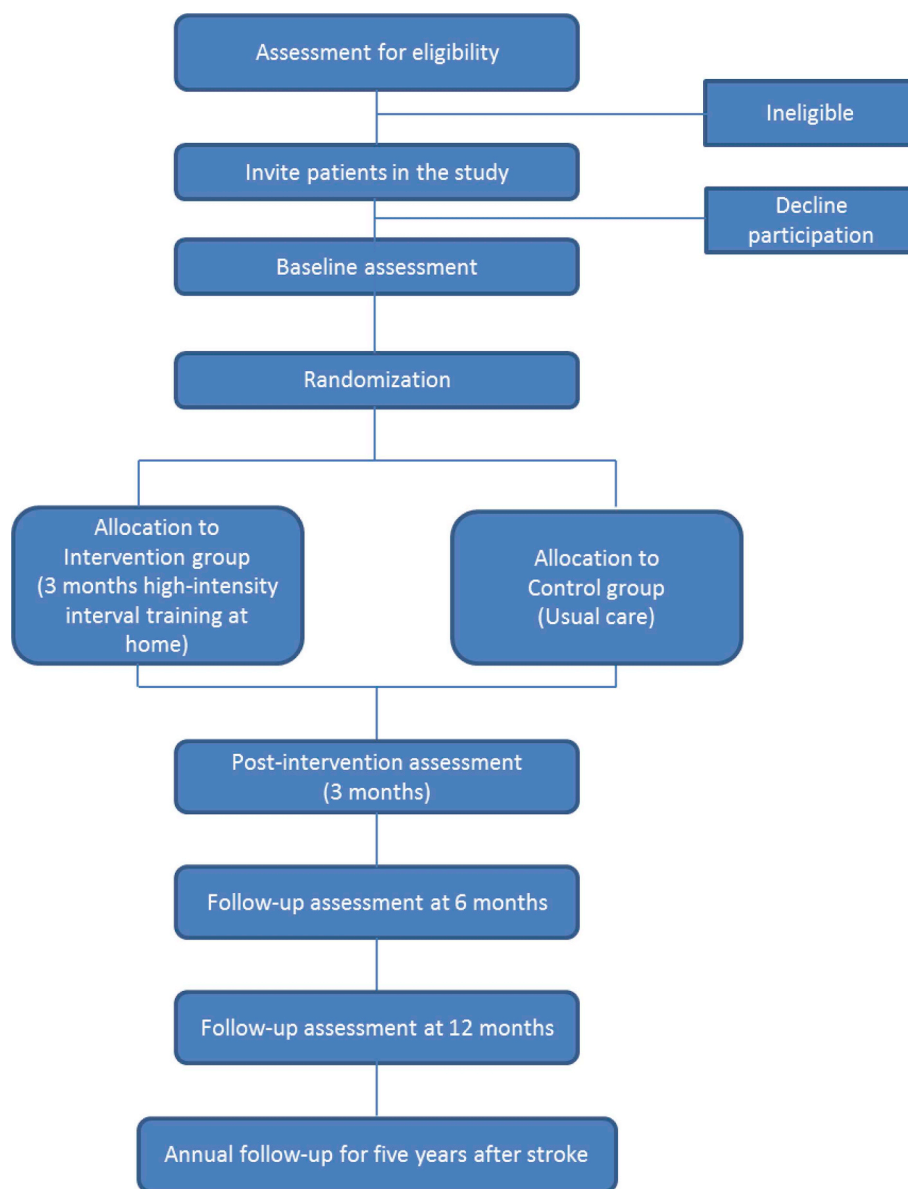 Assessment for eligibility
Ineligible
Invite patients in the study
Decline
participation
Baseline assessment
Randomization
Allocation to
Intervention group
(3 months high-intensity
interval training at
home)
Allocation to
Control group
(Usual care)
Post-intervention assessment
(3 months)
Follow-up assessment at 6 months
Follow-up assessment at 12 months
Annual follow-up for five years after stroke